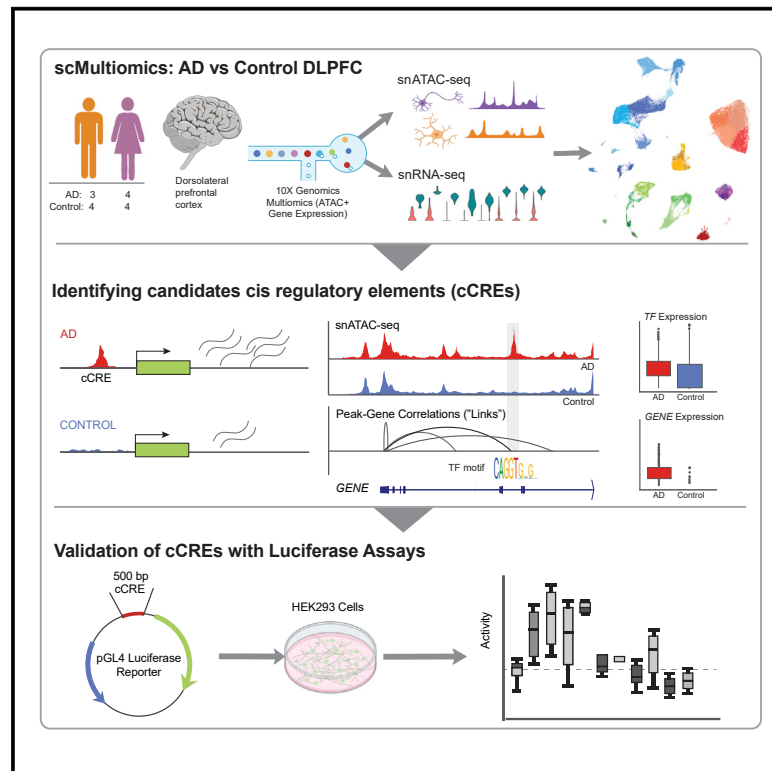 scMultiomics: AD vs Control DLPFC
AD: 3 4
Control: 4 4
Dorsolateral
prefrontal
cortex
10X Genomics
Multiomics (ATAC+
Gene Expression)
snATAC-seq
snRNA-seq
Identifying candidates cis regulatory elements (cCREs)
AD
cCRE
CONTROL
snATAC-seq
AD
Control
Peak-Gene Correlations ("Links")
TF motif
CAGGTG G
GENE
TF Expression
AD Control
GENE Expression
AD Control
Validation of cCREs with Luciferase Assays
500 bp
cCRE
pGL4 Luciferase
Reporter
HEK293 Cells
Activity